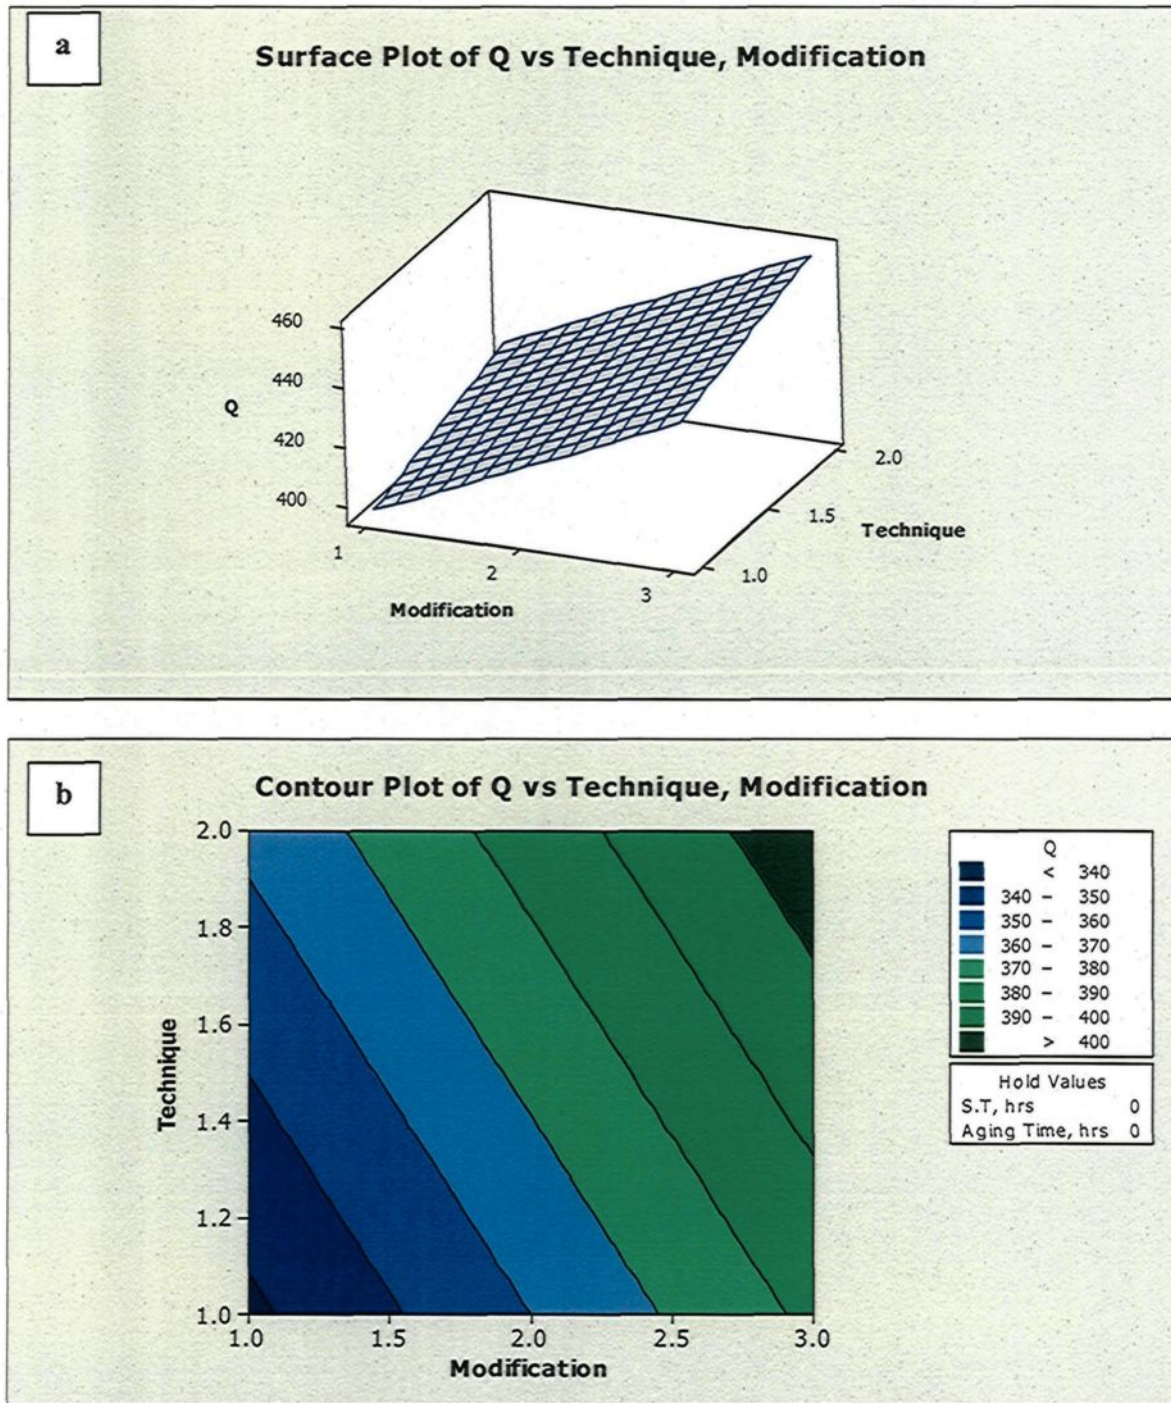 a
Surface Plot of Q vs Technique, Modification
460
440
Q
420
400
1
2
3
Modification
2.0
1.5
Technique
1.0
b
Contour Plot of Q vs Technique, Modification
2.0
1.8
1.6
Technique
1.4
1.2
1.0
1.0 1.5 2.0 2.5 3.0
Modification
Q
< 340
340 – 350
350 – 360
360 – 370
370 – 380
380 – 390
390 – 400
> 400
Hold Values
S.T, hrs 0
Aging Time, hrs 0